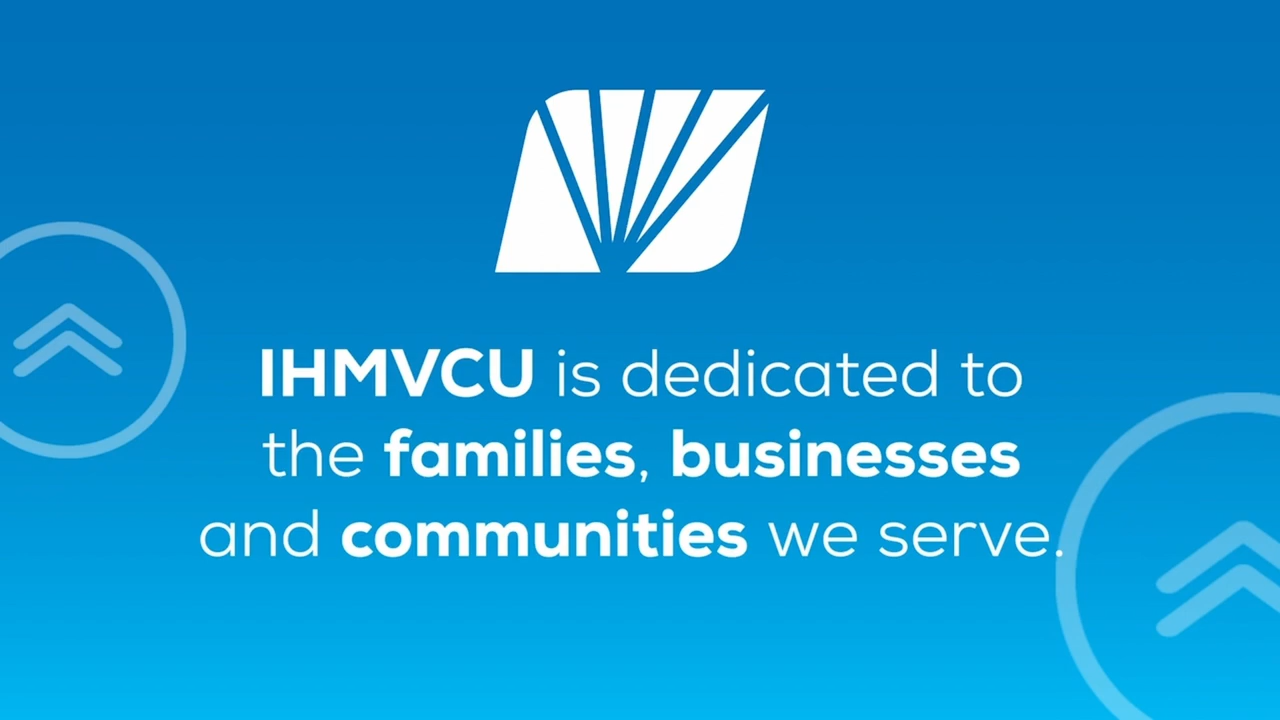 IHMVCU is dedicated to
the families, businesses
and communities we serve.